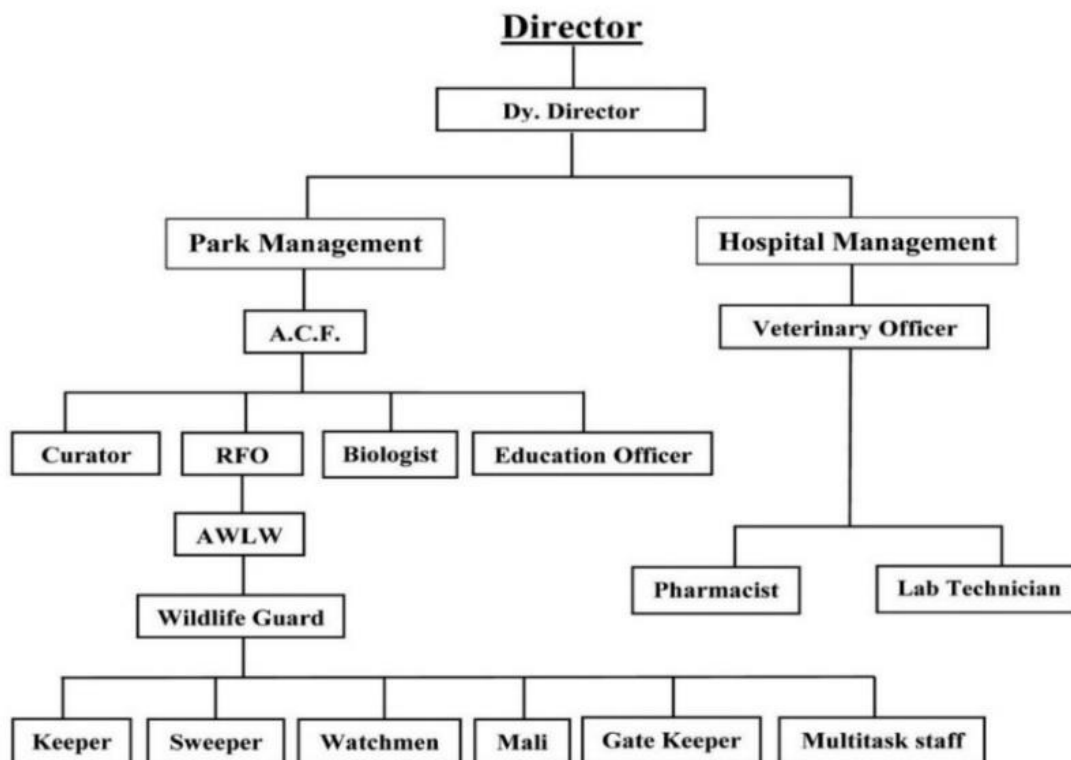 Director
Dy. Director
Park Management
Hospital Management
A.C.F.
Veterinary Officer
Curator
RFO
Biologist
Education Officer
AWLW
Pharmacist
Lab Technician
Wildlife Guard
Keeper
Sweeper
Watchmen
Mali
Gate Keeper
Multitask staff